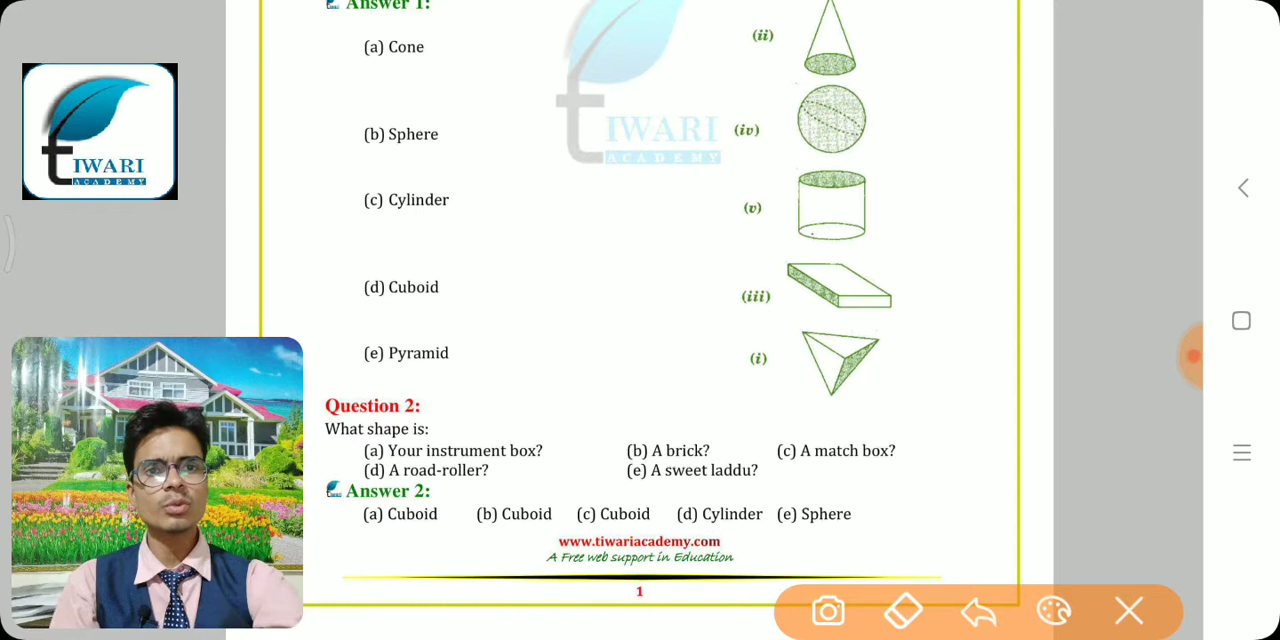 Answer 1:
(ii)
(a) Cone
(b) Sphere
(iv)
(c) Cylinder
(v)
(d) Cuboid
(iii)
(e) Pyramid
(i)
tIWARI
ACADEMY
tIWARI
ACADEMY
Question 2:
What shape is:
(a) Your instrument box? (b) A brick? (c) A match box?
(d) A road-roller? (e) A sweet laddu?
Answer 2:
(a) Cuboid (b) Cuboid (c) Cuboid (d) Cylinder (e) Sphere
www.tiwariacademy.com
A Free web support in Education
1